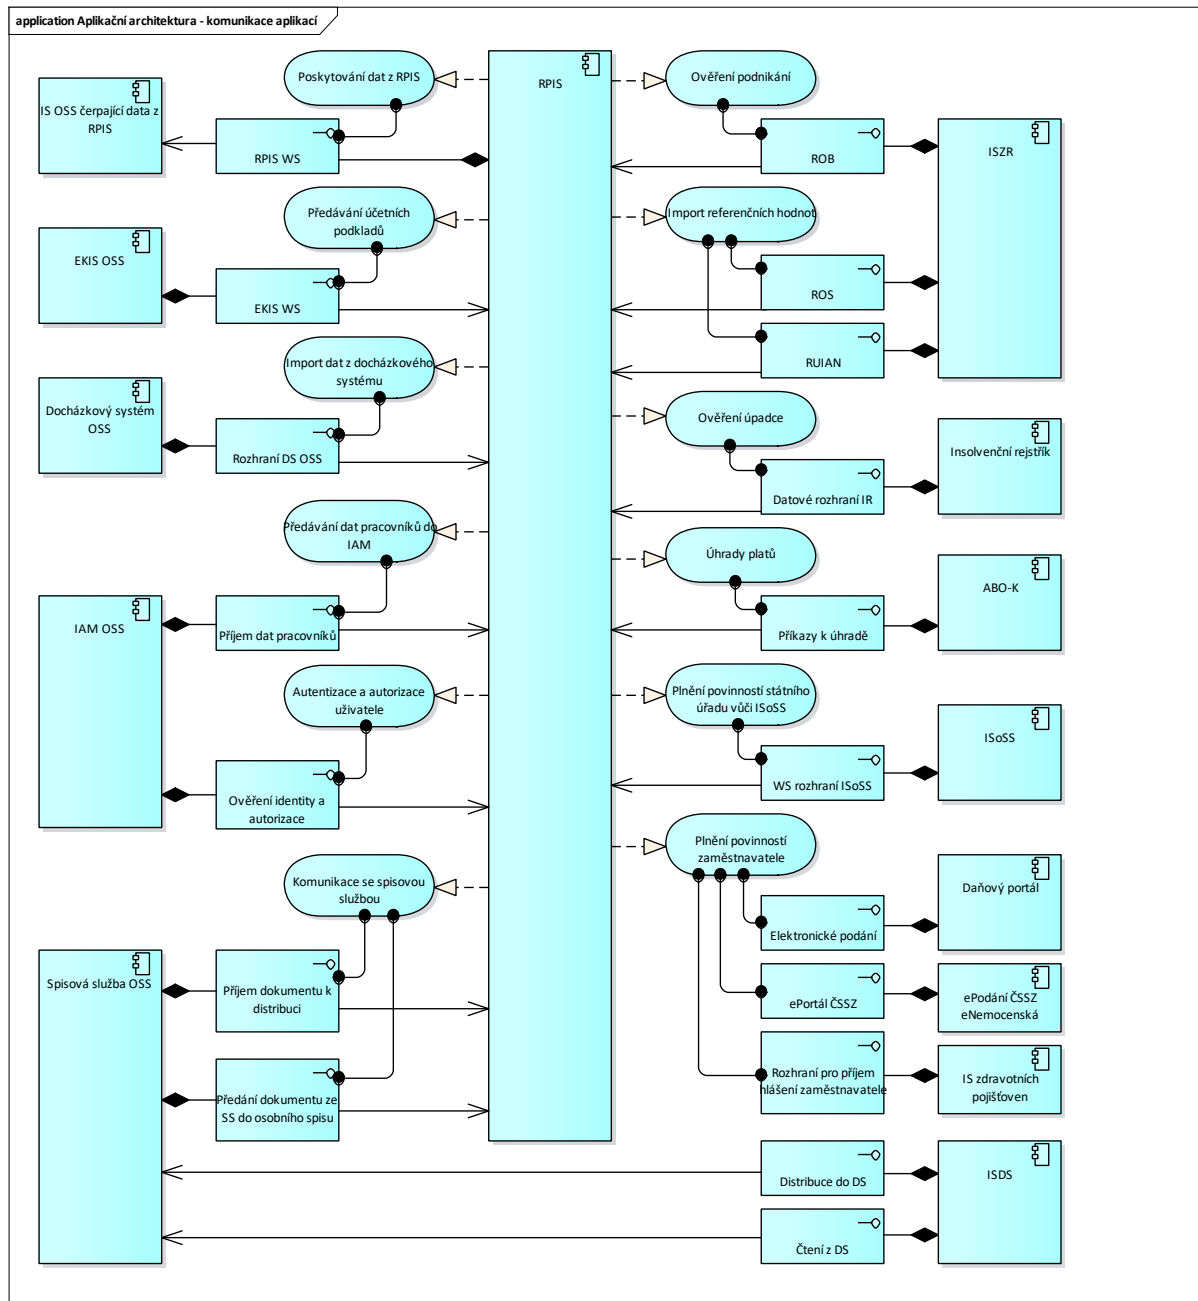 application Aplikační architektura - komunikace aplikací
IS OSS čerpající data z
RPIS
Poskytování dat z RPIS
RPIS WS
RPIS
Ověření podnikání
ROB
ISZR
EKIS OSS
Předávání účetních
podkladů
EKIS WS
Import referenčních hodnot
ROS
RUIAN
Docházkový systém
OSS
Import dat z docházkového
systému
Rozhraní DS OSS
Ověření úpadce
Datové rozhraní IR
Insolvenční rejstřík
IAM OSS
Předávání dat pracovníků do
IAM
Příjem dat pracovníků
Úhrady platů
Příkazy k úhradě
ABO-K
Autentizace a autorizace
uživatele
Ověření identity a
autorizace
Plnění povinností státního
úřadu vůči ISoSS
WS rozhraní ISoSS
ISoSS
Spisová služba OSS
Komunikace se spisovou
službou
Příjem dokumentu k
distribuci
Předání dokumentu ze
SS do osobního spisu
Plnění povinností
zaměstnavatele
Elektronické podání
Daňový portál
ePortál ČSSZ
ePodání ČSSZ
eNemocenská
Rozhraní pro příjem
hlášení zaměstnavatele
IS zdravotních
pojišťoven
Distribuce do DS
ISDS
Čtení z DS